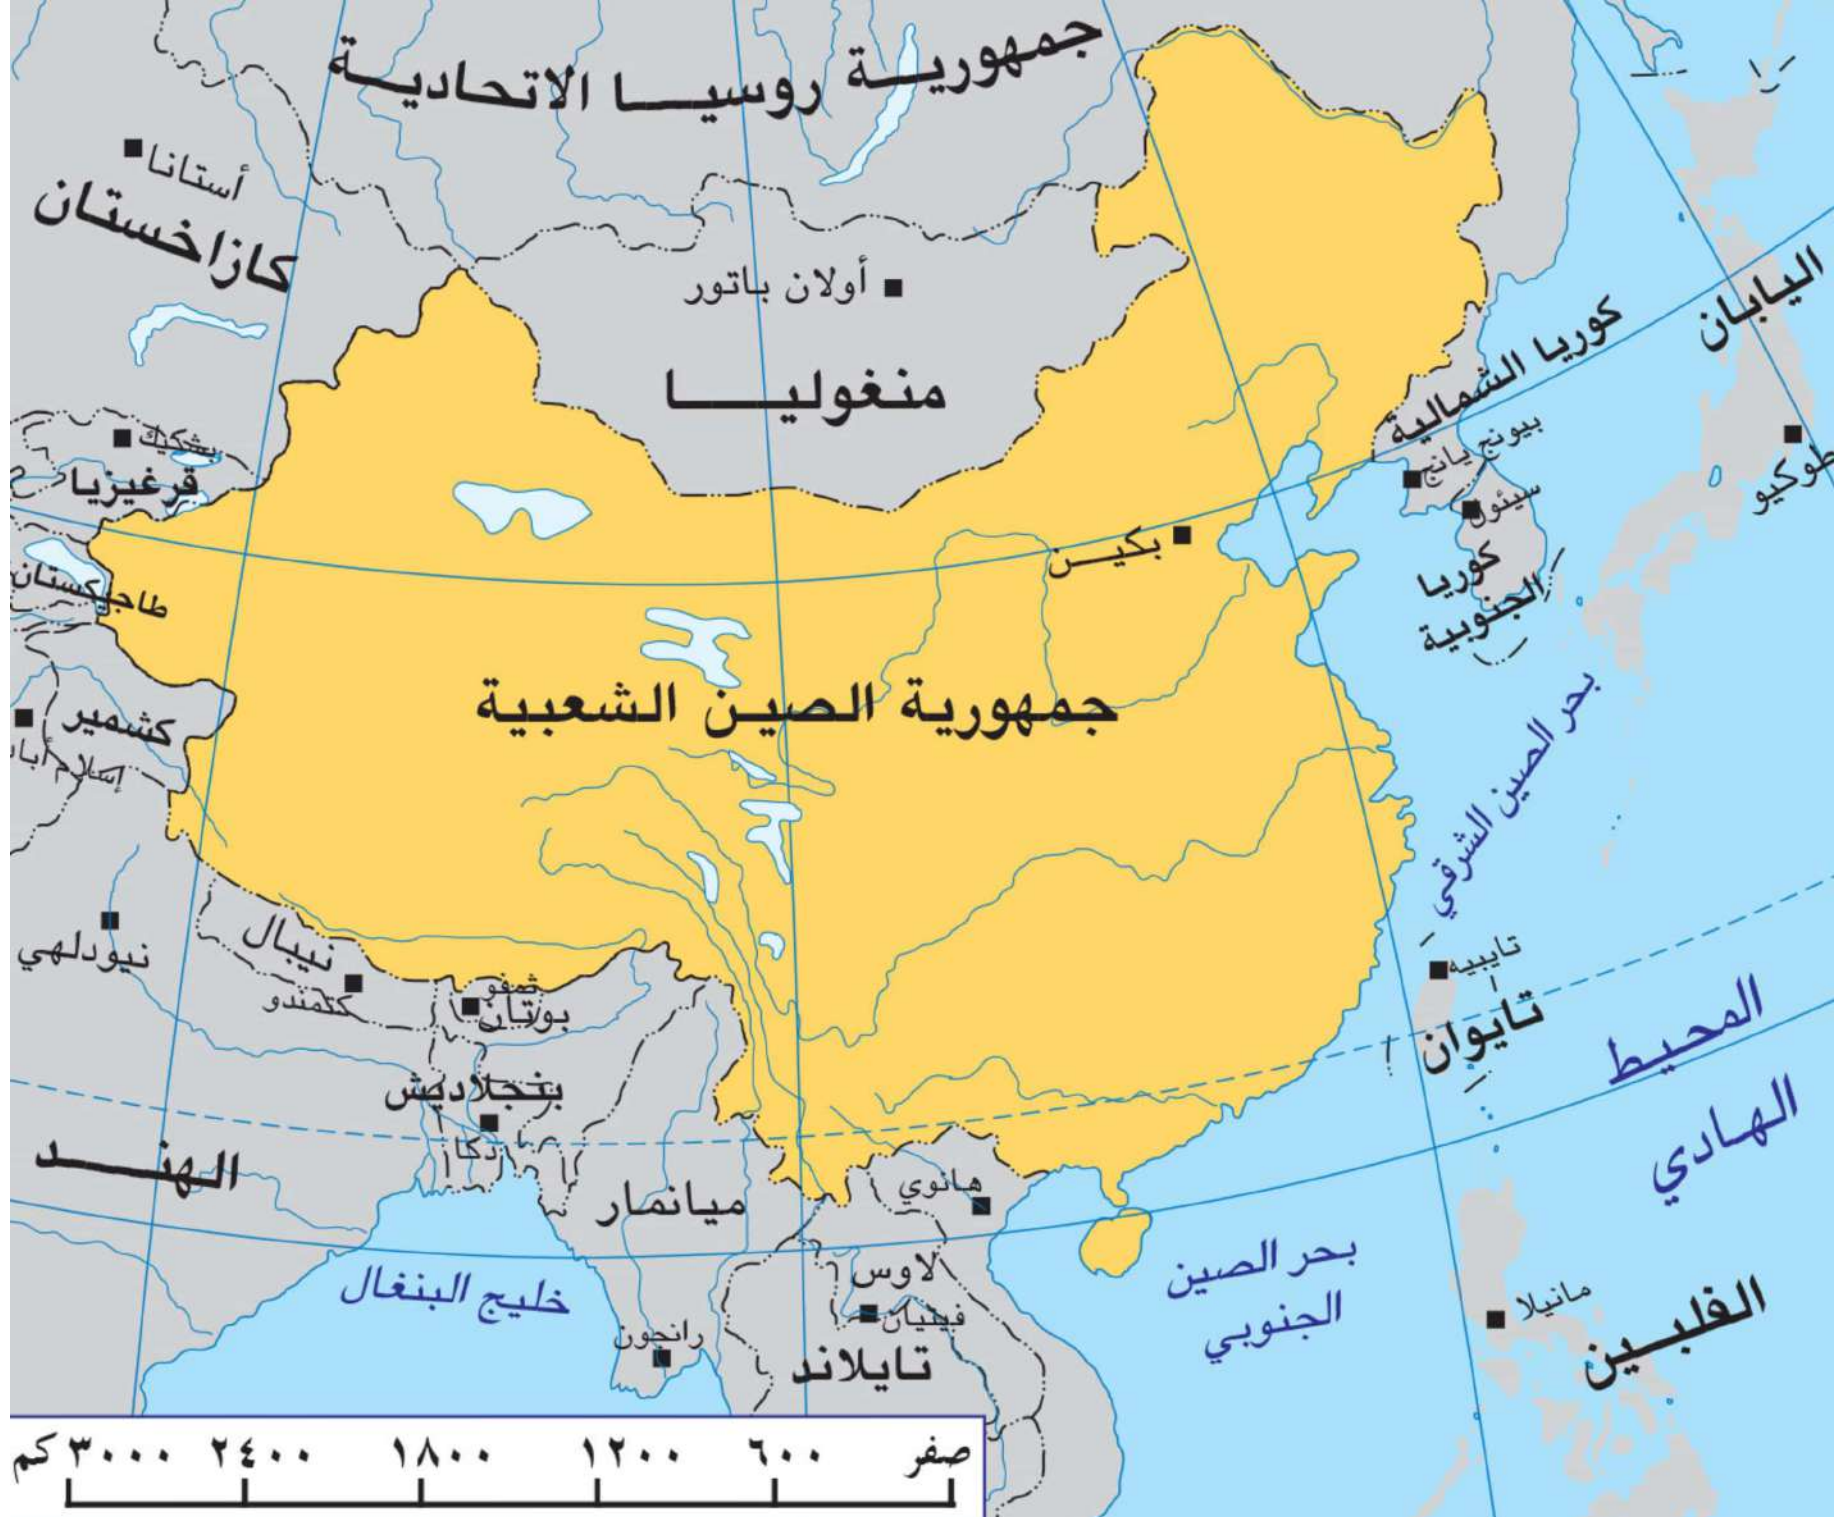 جمهورية روسيا الاتحادية
أستانا
كازاخستان
أولان باتور
منغوليا
اليابان
طوكيو
كوريا الشمالية
بيونج يانج
سيئول
كوريا
الجنوبية
بشكيك
قرغيزيا
طاجيكستان
بكين
جمهورية الصين الشعبية
كشمير
إسلام أباد
بحر الصين الشرقي
نيودلهي
نيبال
كتمندو
ثمفو
بوتان
تايبيه
تايوان
المحيط
الهادي
بنجلاديش
دكا
الهند
ميانمار
هانوي
لاوس
فيتيان
بحر الصين
الجنوبي
خليج البنغال
رانجون
تايلاند
مانيلا
الفلبين
صفر ٦٠٠ ١٢٠٠ ١٨٠٠ ٢٤٠٠ ٣٠٠٠ كم